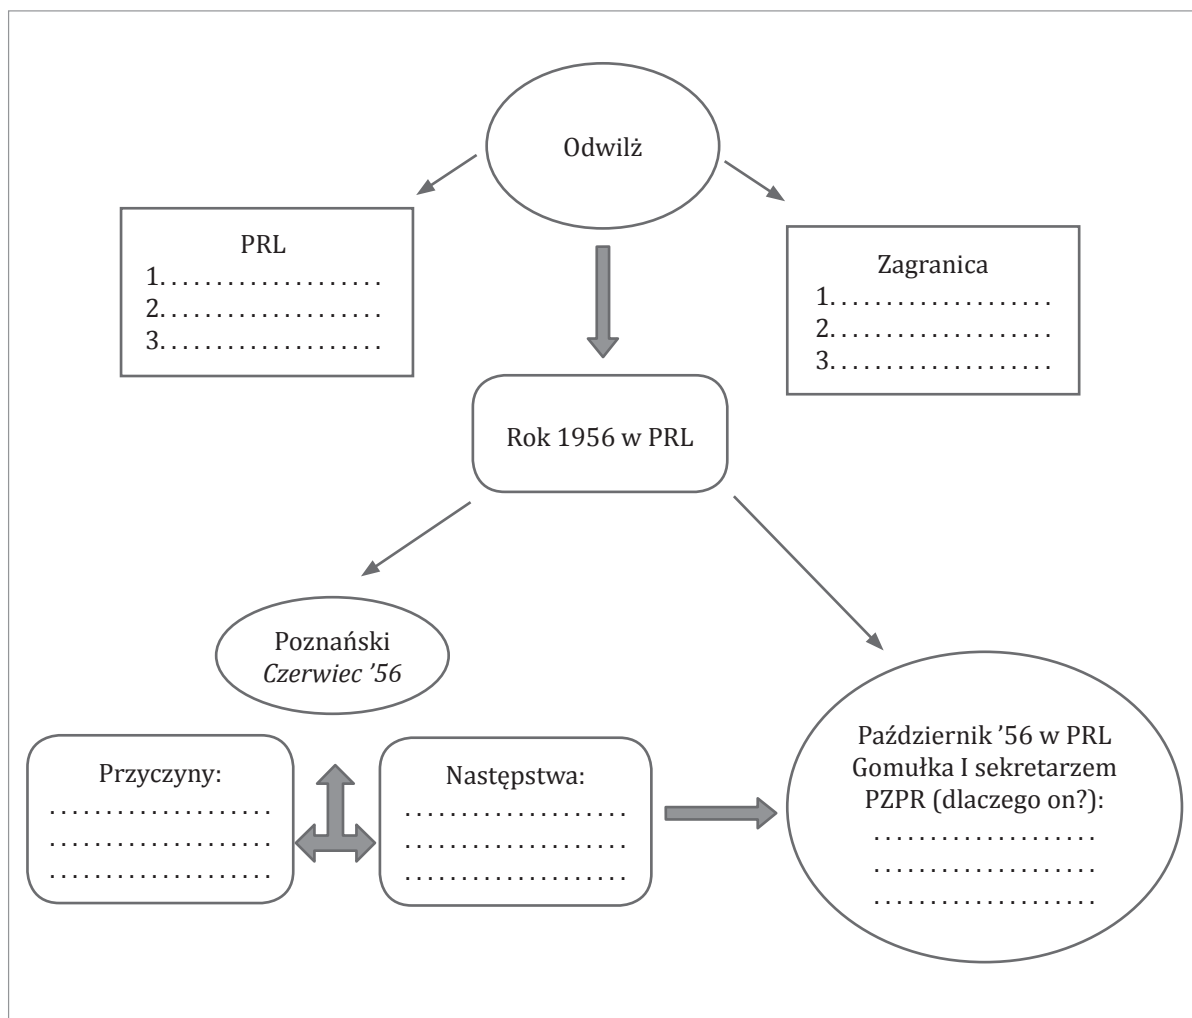 Odwilż
PRL
1. . . . . . . . . . . . . . . . . . . .
2. . . . . . . . . . . . . . . . . . . .
3. . . . . . . . . . . . . . . . . . . .
Zagranica
1. . . . . . . . . . . . . . . . . . . .
2. . . . . . . . . . . . . . . . . . . .
3. . . . . . . . . . . . . . . . . . . .
Rok 1956 w PRL
Poznański
Czerwiec ’56
Przyczyny:
. . . . . . . . . . . . . . . . . . . .
. . . . . . . . . . . . . . . . . . . .
. . . . . . . . . . . . . . . . . . . .
Następstwa:
. . . . . . . . . . . . . . . . . . . .
. . . . . . . . . . . . . . . . . . . .
. . . . . . . . . . . . . . . . . . . .
Październik ’56 w PRL
Gomułka I sekretarzem
PZPR (dlaczego on?):
. . . . . . . . . . . . . . . . . . . .
. . . . . . . . . . . . . . . . . . . .
. . . . . . . . . . . . . . . . . . . .